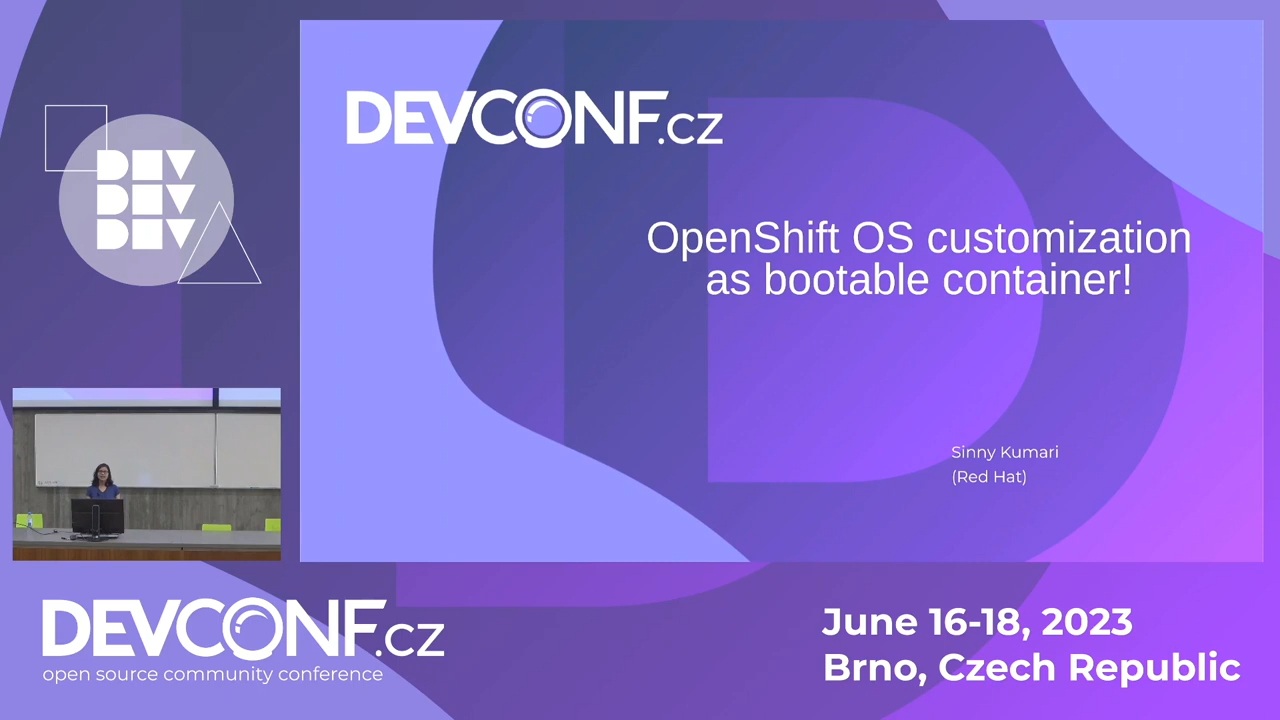 DEV
DEV
DEV
DEVCONF.cz
OpenShift OS customization
as bootable container!
Sinny Kumari
(Red Hat)
DEVCONF.cz
open source community conference
June 16-18, 2023
Brno, Czech Republic